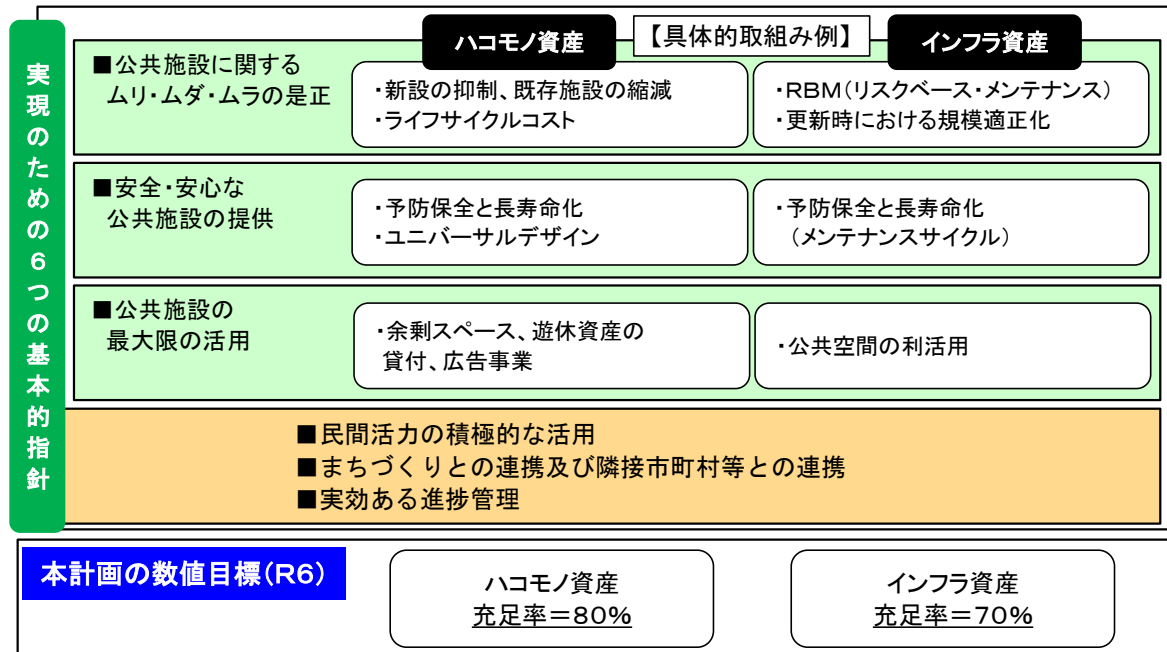 実現のための6つの基本的指針
ハコモノ資産
【具体的取組み例】
インフラ資産
■公共施設に関する
ムリ・ムダ・ムラの是正
・新設の抑制、既存施設の縮減
・ライフサイクルコスト
・RBM(リスクベース・メンテナンス)
・更新時における規模適正化
■安全・安心な
公共施設の提供
・予防保全と長寿命化
・ユニバーサルデザイン
・予防保全と長寿命化
(メンテナンスサイクル)
■公共施設の
最大限の活用
・余剰スペース、遊休資産の
貸付、広告事業
・公共空間の利活用
■民間活力の積極的な活用
■まちづくりとの連携及び隣接市町村等との連携
■実効ある進捗管理
本計画の数値目標(R6)
ハコモノ資産
充足率=80%
インフラ資産
充足率=70%